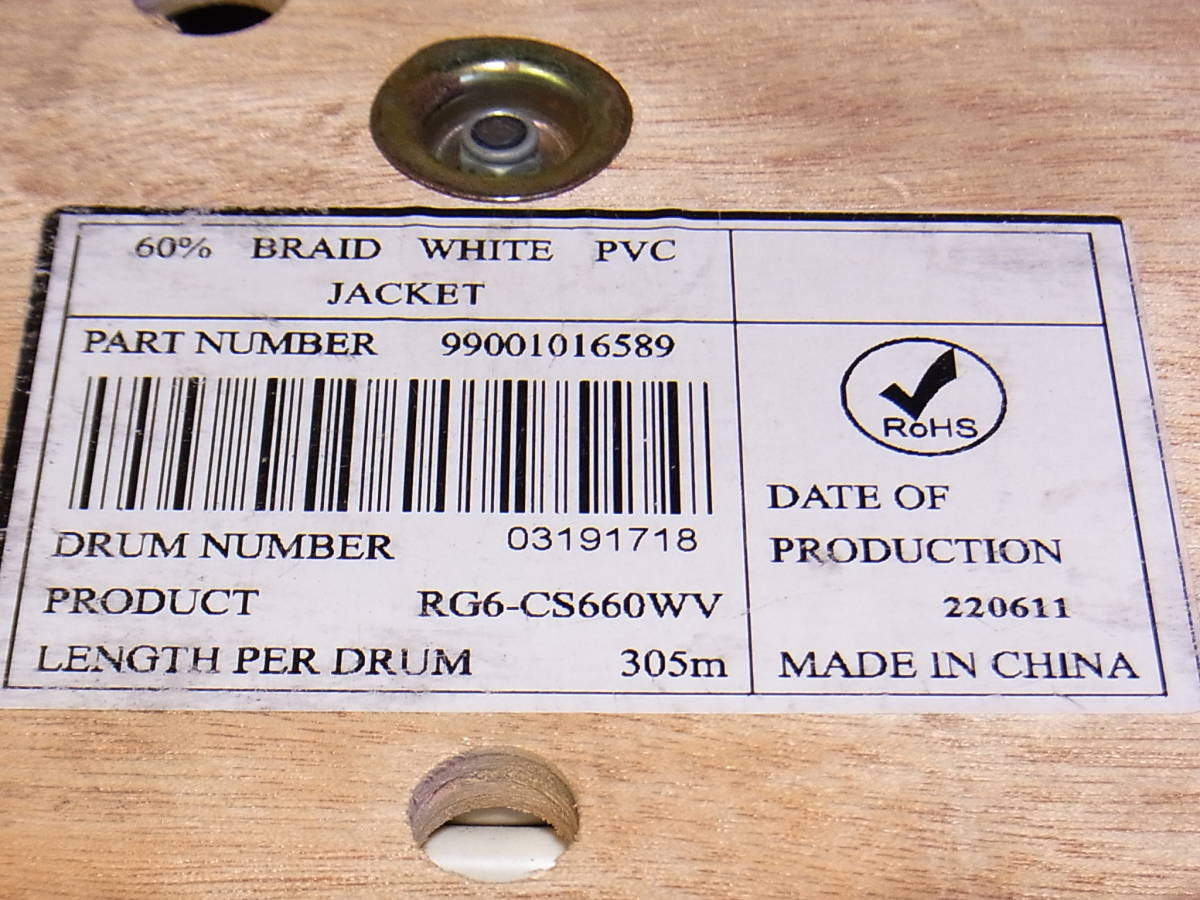 60% BRAID WHITE PVC
JACKET
PART NUMBER 99001016589
DRUM NUMBER 03191718
PRODUCT RG6-CS660WV
LENGTH PER DRUM 305m
RoHS
DATE OF
PRODUCTION
220611
MADE IN CHINA